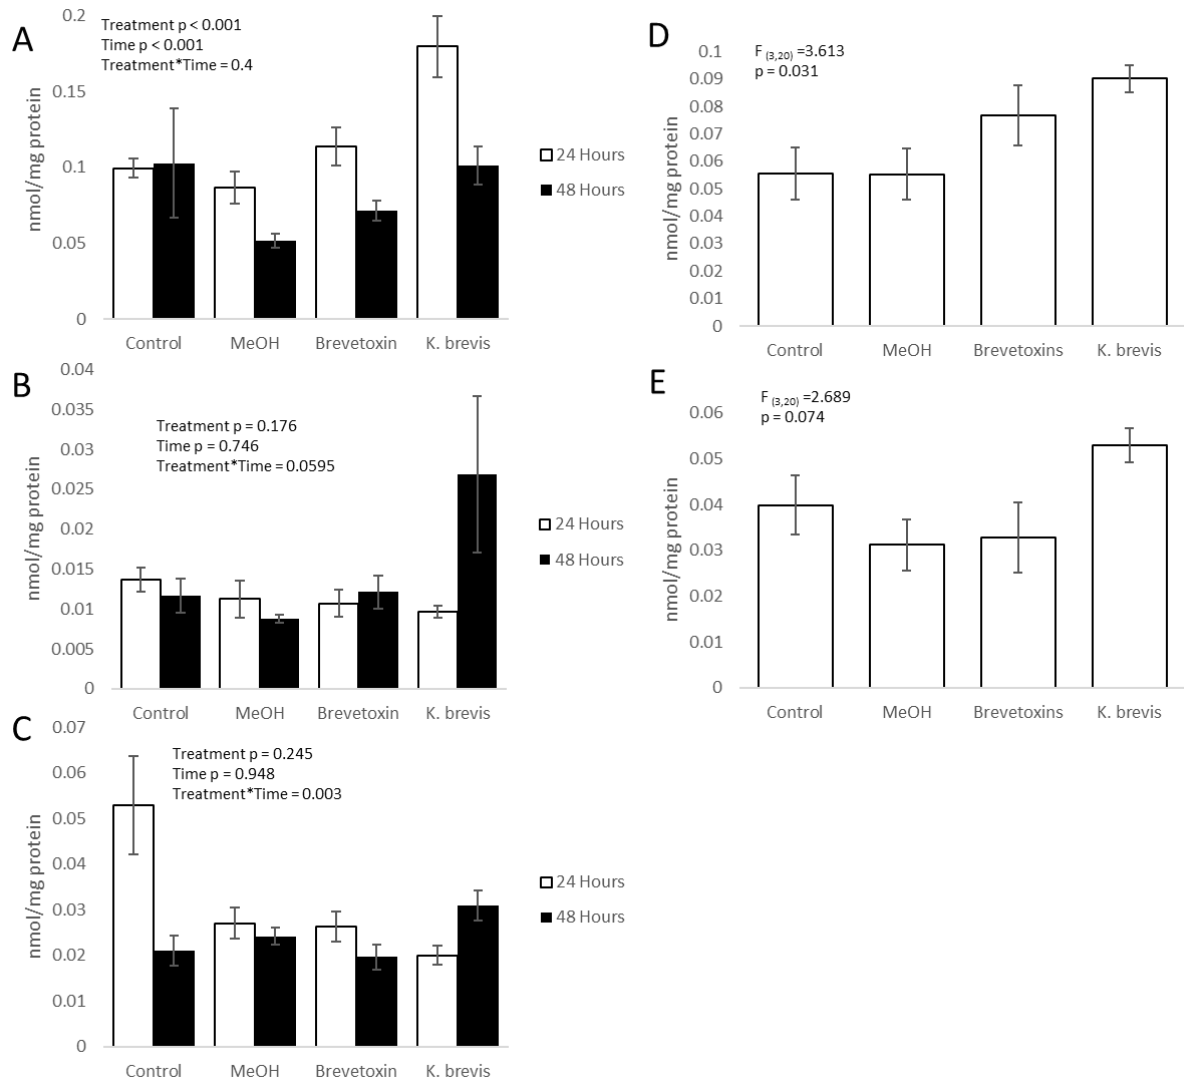 A
Treatment p < 0.001
Time p < 0.001
Treatment*Time = 0.4
nmol/mg protein
0.2
0.15
0.1
0.05
0
Control MeOH Brevetoxin K. brevis
24 Hours
48 Hours
B
Treatment p = 0.176
Time p = 0.746
Treatment*Time = 0.0595
nmol/mg protein
0.04
0.035
0.03
0.025
0.02
0.015
0.01
0.005
0
Control MeOH Brevetoxin K. brevis
24 Hours
48 Hours
C
Treatment p = 0.245
Time p = 0.948
Treatment*Time = 0.003
nmol/mg protein
0.07
0.06
0.05
0.04
0.03
0.02
0.01
0
Control MeOH Brevetoxin K. brevis
24 Hours
48 Hours
D
F (3,20) =3.613
p = 0.031
nmol/mg protein
0.1
0.09
0.08
0.07
0.06
0.05
0.04
0.03
0.02
0.01
0
Control MeOH Brevetoxins K. brevis
E
F (3,20) =2.689
p = 0.074
nmol/mg protein
0.06
0.05
0.04
0.03
0.02
0.01
0
Control MeOH Brevetoxins K. brevis